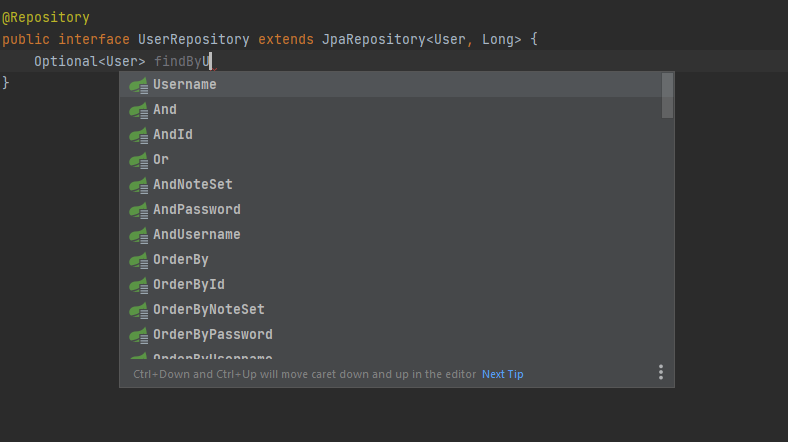 @Repository
public interface UserRepository extends JpaRepository<User, Long> {
Optional<User> findByU
}
Username
And
AndId
Or
AndNoteSet
AndPassword
AndUsername
OrderBy
OrderById
OrderByNoteSet
OrderByPassword
OrderByUsername
Ctrl+Down and Ctrl+Up will move caret down and up in the editor Next Tip